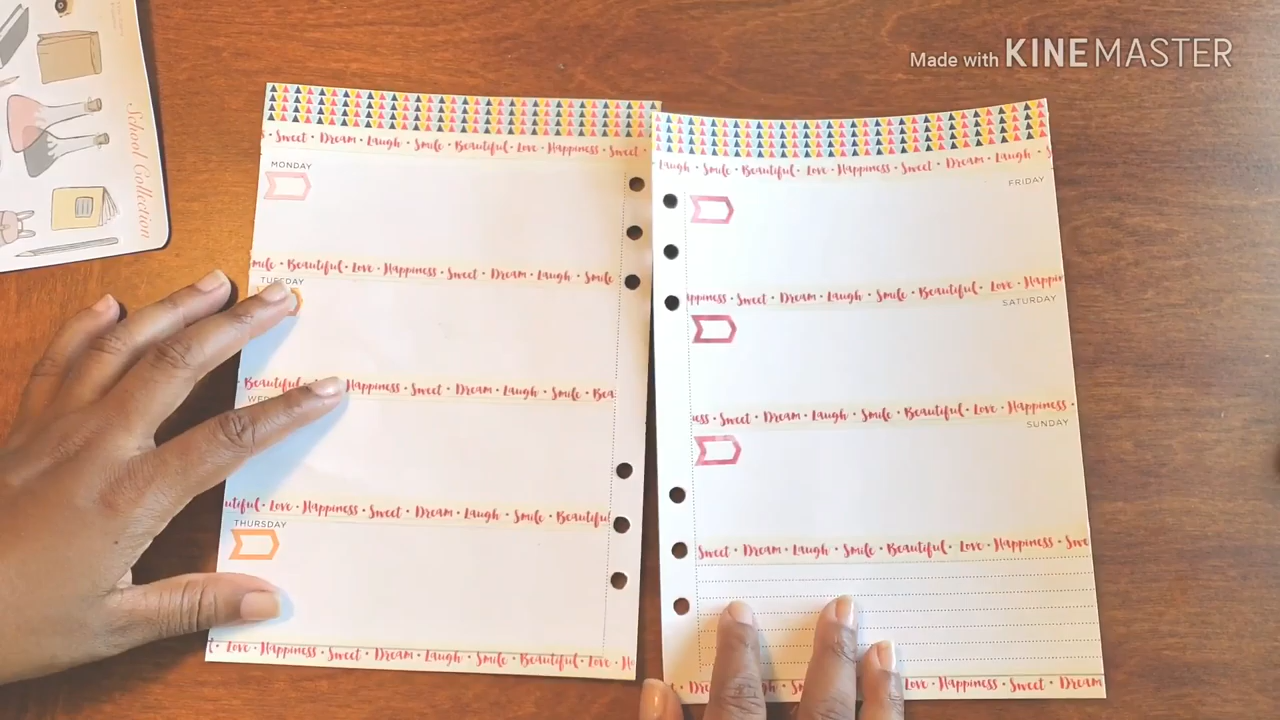 Made with KINEMASTER
School Collection
Sweet • Dream • Laugh • Smile • Beautiful • Love • Happiness • Sweet •
MONDAY
Beautiful • Love • Happiness • Sweet • Dream • Laugh • Smile
TUESDAY
Beautiful Happiness • Sweet • Dream • Laugh • Smile •
Love • Happiness • Sweet • Dream • Laugh • Smile • Beautiful
THURSDAY
Love • Happiness • Sweet • Dream • Laugh • Smile • Beautiful • Love •
Laugh • Smile • Beautiful • Love • Happiness • Sweet • Dream • Laugh •
FRIDAY
Sweet • Dream • Laugh • Smile • Beautiful • Love •
SATURDAY
Sweet • Dream • Laugh • Smile • Beautiful • Love • Happiness •
SUNDAY
Sweet • Dream • Laugh • Smile • Beautiful • Love • Happiness •
Love • Happiness • Sweet • Dream